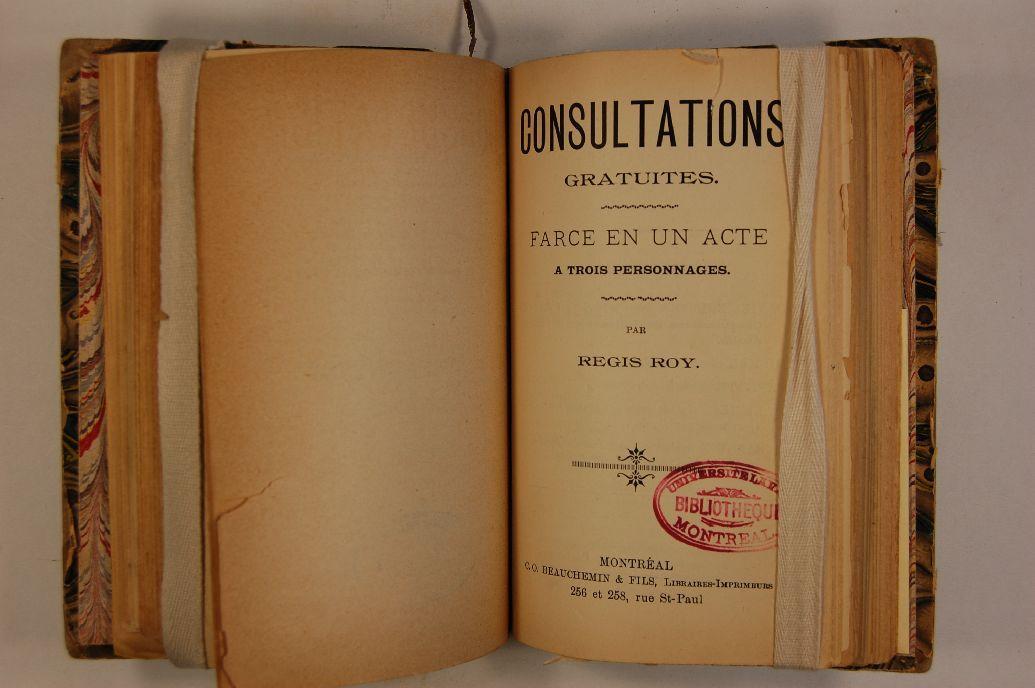 CONSULTATIONS
GRATUITES.
FARCE EN UN ACTE
A TROIS PERSONNAGES.
PAR
REGIS ROY.
UNIVERSITE LAVA
BIBLIOTHEQUE
MONTREAL
MONTRÉAL
C. O. BEAUCHEMIN & FILS, LIBRAIRES-IMPRIMEURS
256 et 258, rue St-Paul